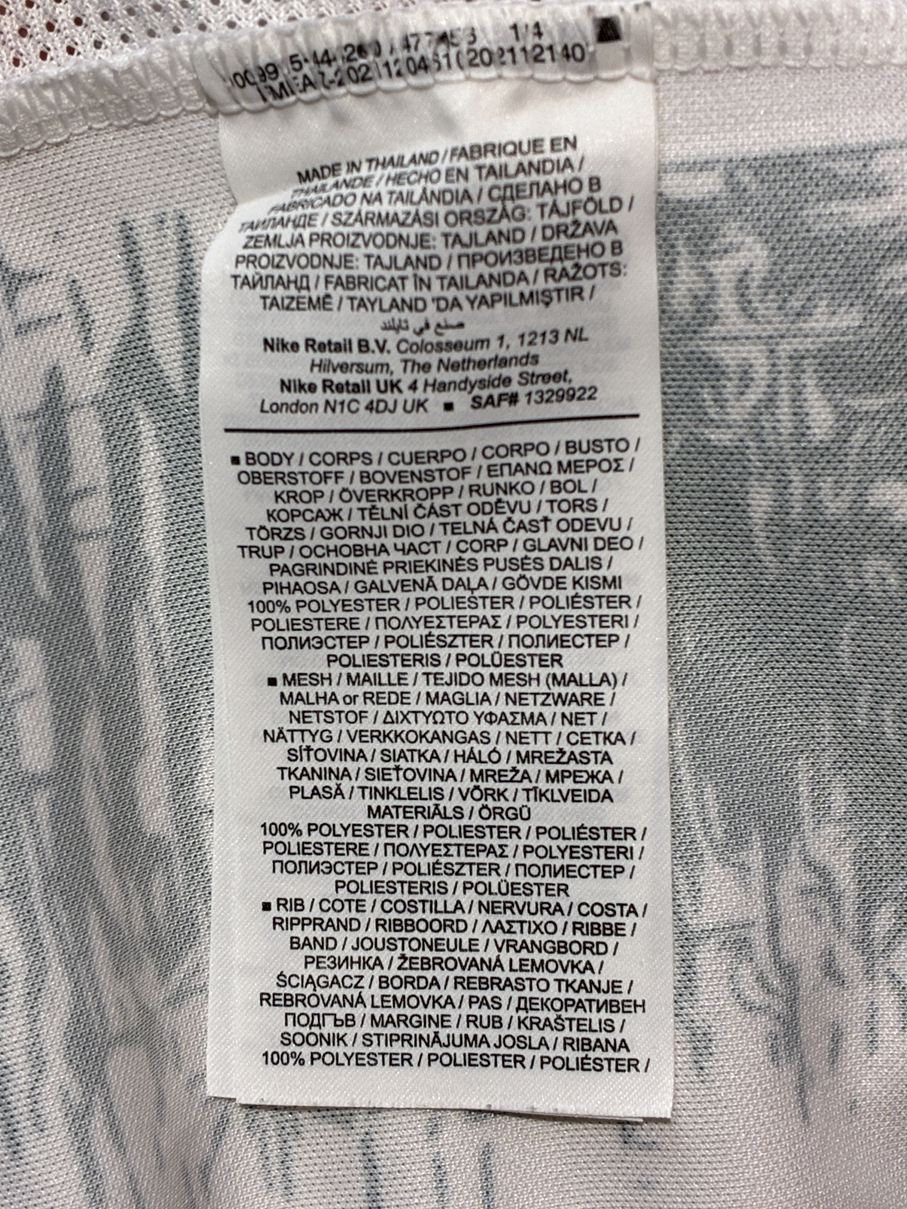 1/4
MADE IN THAILAND / FABRIQUE EN
THAILANDE / HECHO EN TAILANDIA /
FABRICADO NA TAILÂNDIA / СДЕЛАНО В
ТАИЛАНДЕ / SZÁRMAZÁSI ORSZÁG: TÁJFÖLD /
ZEMLJA PROIZVODNJE: TAJLAND / DRŽAVA
PROIZVODNJE: TAJLAND / ПРОИЗВЕДЕНО В
ТАЙЛАНД / FABRICAT ÎN TAILANDA / RAŽOTS:
TAIZEMĒ / TAYLAND 'DA YAPILMIŞTIR /
صنع في تايلند
Nike Retail B.V. Colosseum 1, 1213 NL
Hilversum, The Netherlands
Nike Retail UK 4 Handyside Street,
London N1C 4DJ UK ■ SAF# 1329922
■ BODY / CORPS / CUERPO / CORPO / BUSTO /
OBERSTOFF / BOVENSTOF / ΕΠΑΝΩ ΜΕΡΟΣ /
KROP / ÖVERKROPP / RUNKO / BOL /
КОРСАЖ / TĚLNÍ ČÁST ODĚVU / TORS /
TÖRZS / GORNJI DIO / TELNÁ ČASŤ ODEVU /
TRUP / ОСНОВНА ЧАСТ / CORP / GLAVNI DEO /
PAGRINDINĖ PRIEKINĖS PUSĖS DALIS /
PIHAOSA / GALVENĀ DAĻA / GÖVDE KISMI
100% POLYESTER / POLIESTER / POLIÉSTER /
POLIESTERE / ΠΟΛΥΕΣΤΕΡΑΣ / POLYESTERI /
ПОЛИЭСТЕР / POLIÉSZTER / ПОЛИЕСТЕР /
POLIESTERIS / POLÜESTER
■ MESH / MAILLE / TEJIDO MESH (MALLA) /
MALHA or REDE / MAGLIA / NETZWARE /
NETSTOF / ΔΙΧΤΥΩΤΟ ΥΦΑΣΜΑ / NET /
NÄTTYG / VERKKOKANGAS / NETT / СЕТКА /
SÍŤOVINA / SIATKA / HÁLÓ / MREŽASTA
TKANINA / SIEŤOVINA / MREŽA / МРЕЖА /
PLASĂ / TINKLELIS / VÕRK / TĪKLVEIDA
MATERIĀLS / ÖRGÜ
100% POLYESTER / POLIESTER / POLIÉSTER /
POLIESTERE / ΠΟΛΥΕΣΤΕΡΑΣ / POLYESTERI /
ПОЛИЭСТЕР / POLIÉSZTER / ПОЛИЕСТЕР /
POLIESTERIS / POLÜESTER
■ RIB / COTE / COSTILLA / NERVURA / COSTA /
RIPPRAND / RIBBOORD / ΛΑΣΤΙΧΟ / RIBBE /
BAND / JOUSTONEULE / VRANGBORD /
РЕЗИНКА / ŽEBROVANÁ LEMOVKA /
ŚCIĄGACZ / BORDA / REBRASTO TKANJE /
REBROVANÁ LEMOVKA / PAS / ДЕКОРАТИВЕН
ПОДГЪВ / MARGINE / RUB / KRAŠTELIS /
SOONIK / STIPRINĀJUMA JOSLA / RIBANA
100% POLYESTER / POLIESTER / POLIÉSTER /